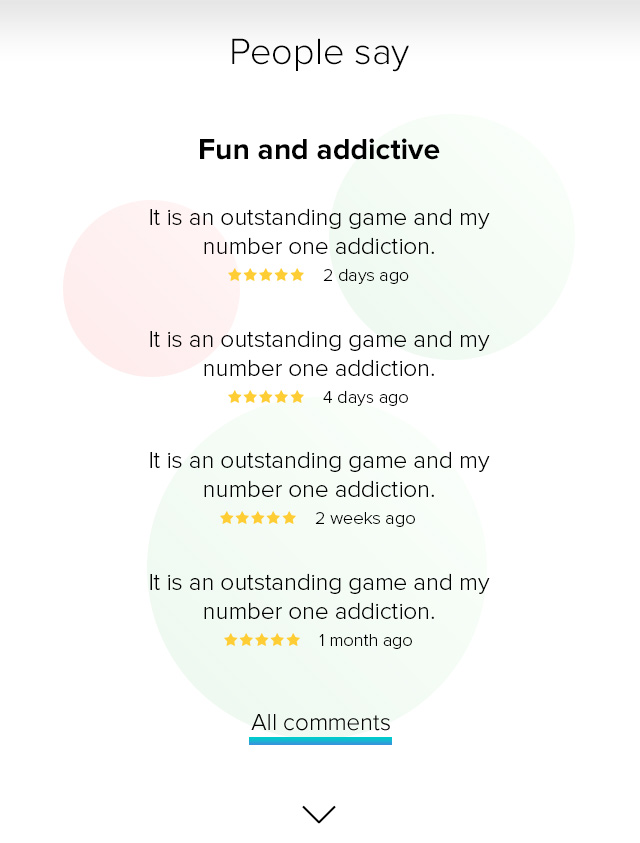 People say
Fun and addictive
It is an outstanding game and my
number one addiction.
2 days ago
It is an outstanding game and my
number one addiction.
4 days ago
It is an outstanding game and my
number one addiction.
2 weeks ago
It is an outstanding game and my
number one addiction.
1 month ago
All comments